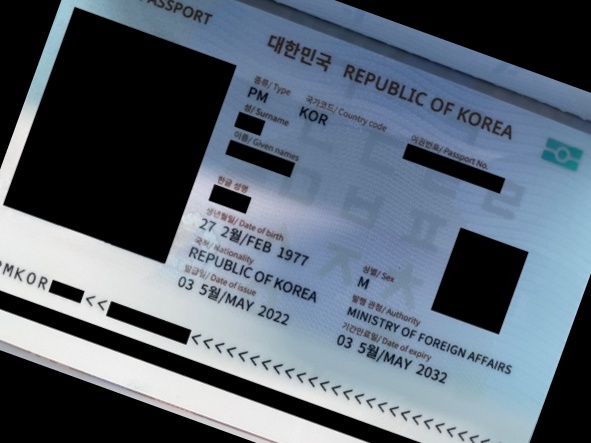 PASSPORT
대한민국 REPUBLIC OF KOREA
종류/ Type 국가코드/ Country code 여권번호/ Passport No.
PM KOR
성/ Surname
이름/ Given names
한글 성명
생년월일/ Date of birth
27 2월/FEB 1977
국적/ Nationality 성별/ Sex
REPUBLIC OF KOREA M
발급일/ Date of issue 발행 관청/ Authority
03 5월/MAY 2022 MINISTRY OF FOREIGN AFFAIRS
기간만료일/ Date of expiry
03 5월/MAY 2032
PMKOR <<<<<<<<<<<<<<<<<<<<<<<<<<<<<<